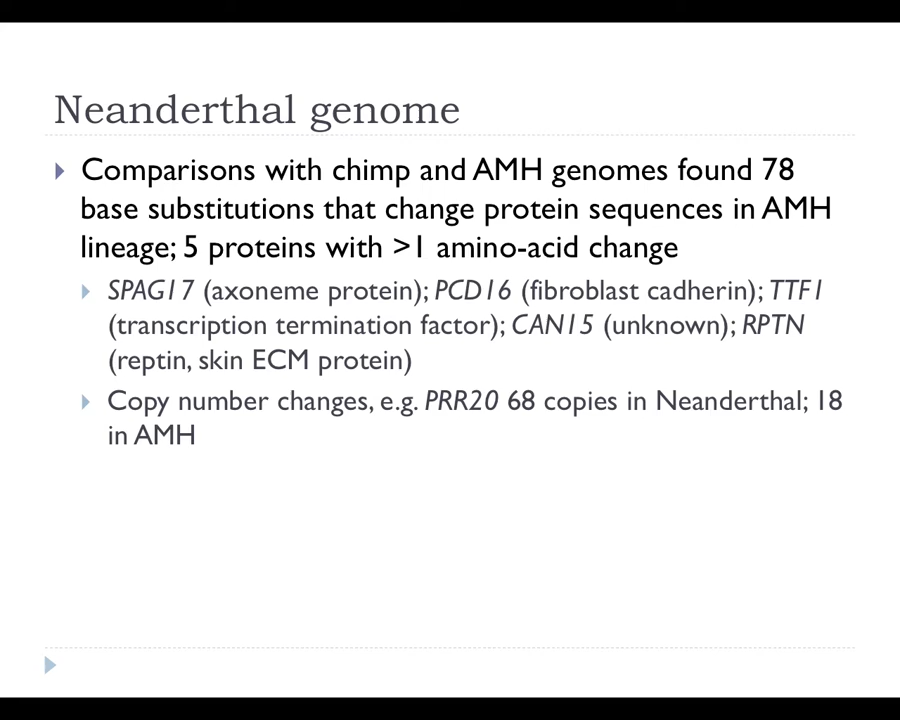 Neanderthal genome
Comparisons with chimp and AMH genomes found 78
base substitutions that change protein sequences in AMH
lineage; 5 proteins with >1 amino-acid change
SPAG17 (axoneme protein); PCD16 (fibroblast cadherin); TTF1
(transcription termination factor); CAN15 (unknown); RPTN
(reptin, skin ECM protein)
Copy number changes, e.g. PRR20 68 copies in Neanderthal; 18
in AMH